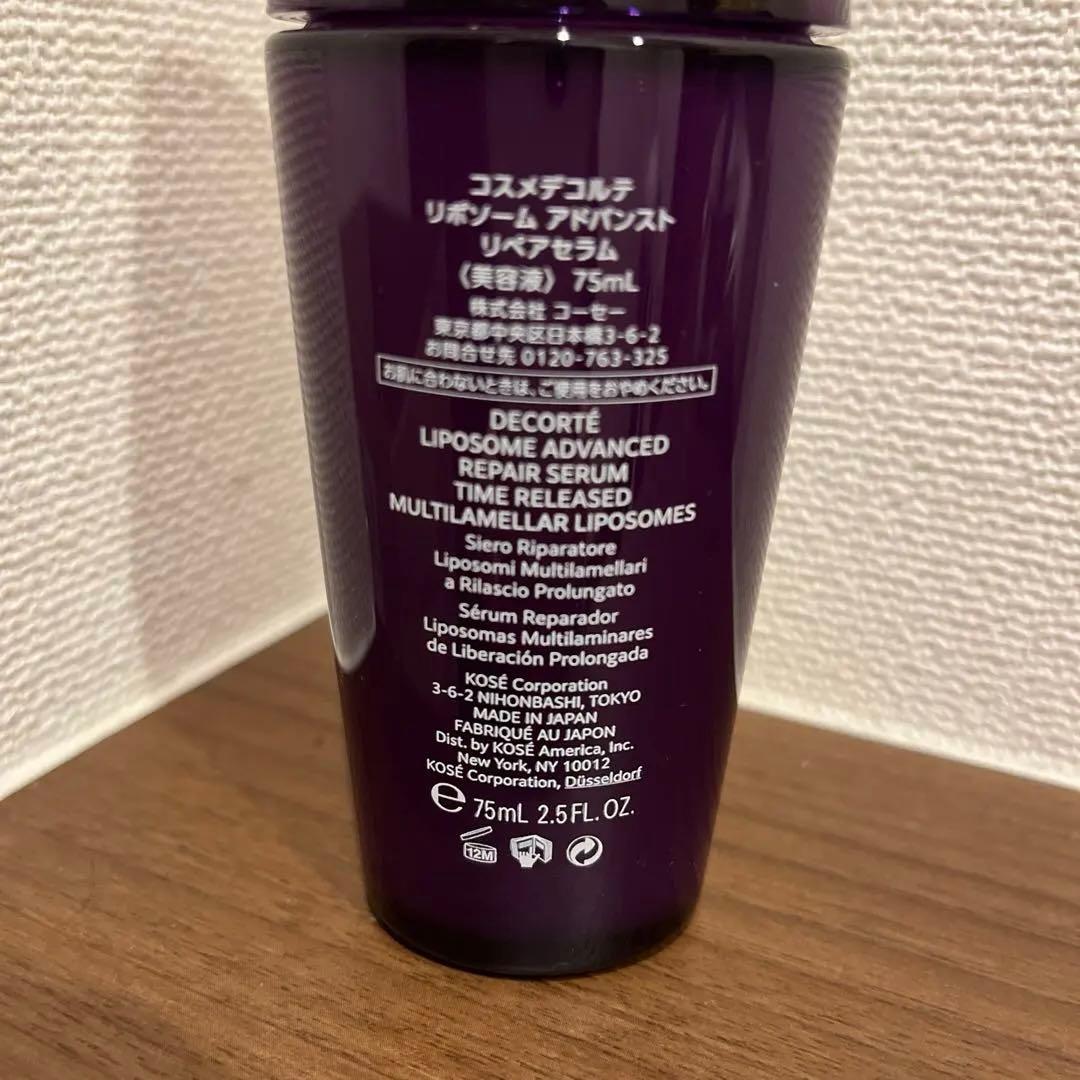 コスメデコルテ
リポソーム アドバンスト
リペアセラム
〈美容液〉 75mL
株式会社 コーセー
東京都中央区日本橋3-6-2
お問合せ先 0120-763-325
お肌に合わないときは、ご使用をおやめください。
DECORTÉ
LIPOSOME ADVANCED
REPAIR SERUM
TIME RELEASED
MULTILAMELLAR LIPOSOMES
Siero Riparatore
Liposomi Multilamellari
a Rilascio Prolungato
Sérum Reparador
Liposomas Multilaminares
de Liberación Prolongada
KOSÉ Corporation
3-6-2 NIHONBASHI, TOKYO
MADE IN JAPAN
FABRIQUÉ AU JAPON
Dist. by KOSÉ America, Inc.
New York, NY 10012
KOSÉ Corporation, Düsseldorf
℮ 75mL 2.5FL. OZ.
12M